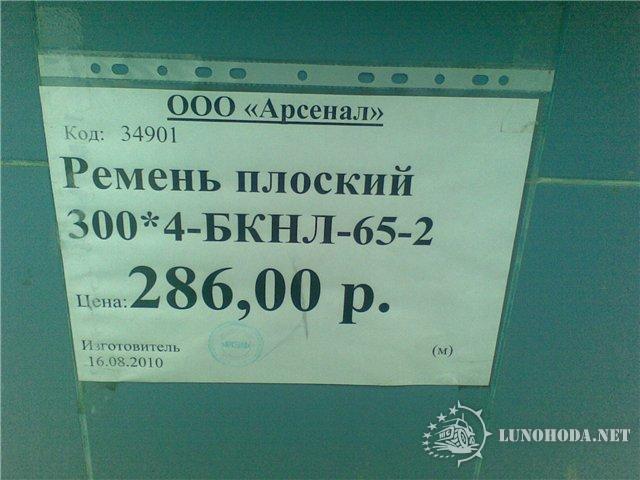 ООО «Арсенал»
Код: 34901
Ремень плоский
300*4-БКНЛ-65-2
Цена: 286,00 р.
Изготовитель
16.08.2010
(м)
LUNOHODA.NET